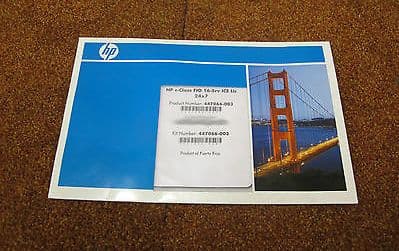 hp
HP c-Class FIO 16-Srv ICE Lic
24x7
Product Number: 447066-003
Kit Number: 447066-003
Product of Puerto Rico